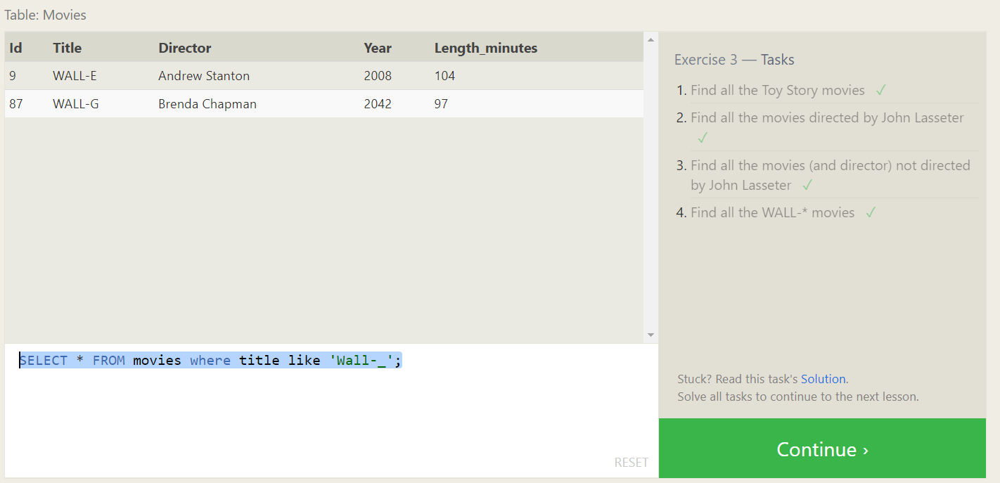 Table: Movies
Id Title Director Year Length_minutes
9 WALL-E Andrew Stanton 2008 104
87 WALL-G Brenda Chapman 2042 97
SELECT * FROM movies where title like 'Wall-_';
RESET
Exercise 3 — Tasks
1. Find all the Toy Story movies ✓
2. Find all the movies directed by John Lasseter
✓
3. Find all the movies (and director) not directed
by John Lasseter ✓
4. Find all the WALL-* movies ✓
Stuck? Read this task's Solution.
Solve all tasks to continue to the next lesson.
Continue ›